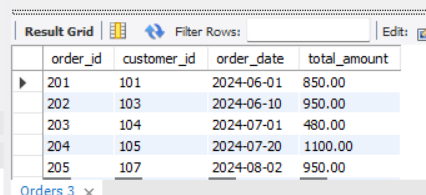 Result Grid Filter Rows: Edit:
order_id customer_id order_date total_amount
201 101 2024-06-01 850.00
202 103 2024-06-10 950.00
203 104 2024-07-01 480.00
204 105 2024-07-20 1100.00
205 107 2024-08-02 950.00
Orders 3 ×